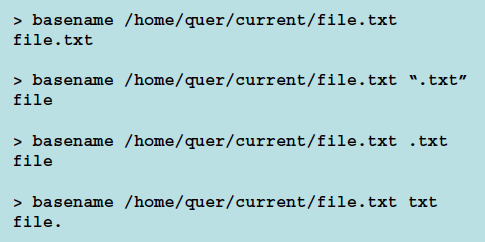 > basename /home/quer/current/file.txt
file.txt
> basename /home/quer/current/file.txt “.txt”
file
> basename /home/quer/current/file.txt .txt
file
> basename /home/quer/current/file.txt txt
file.